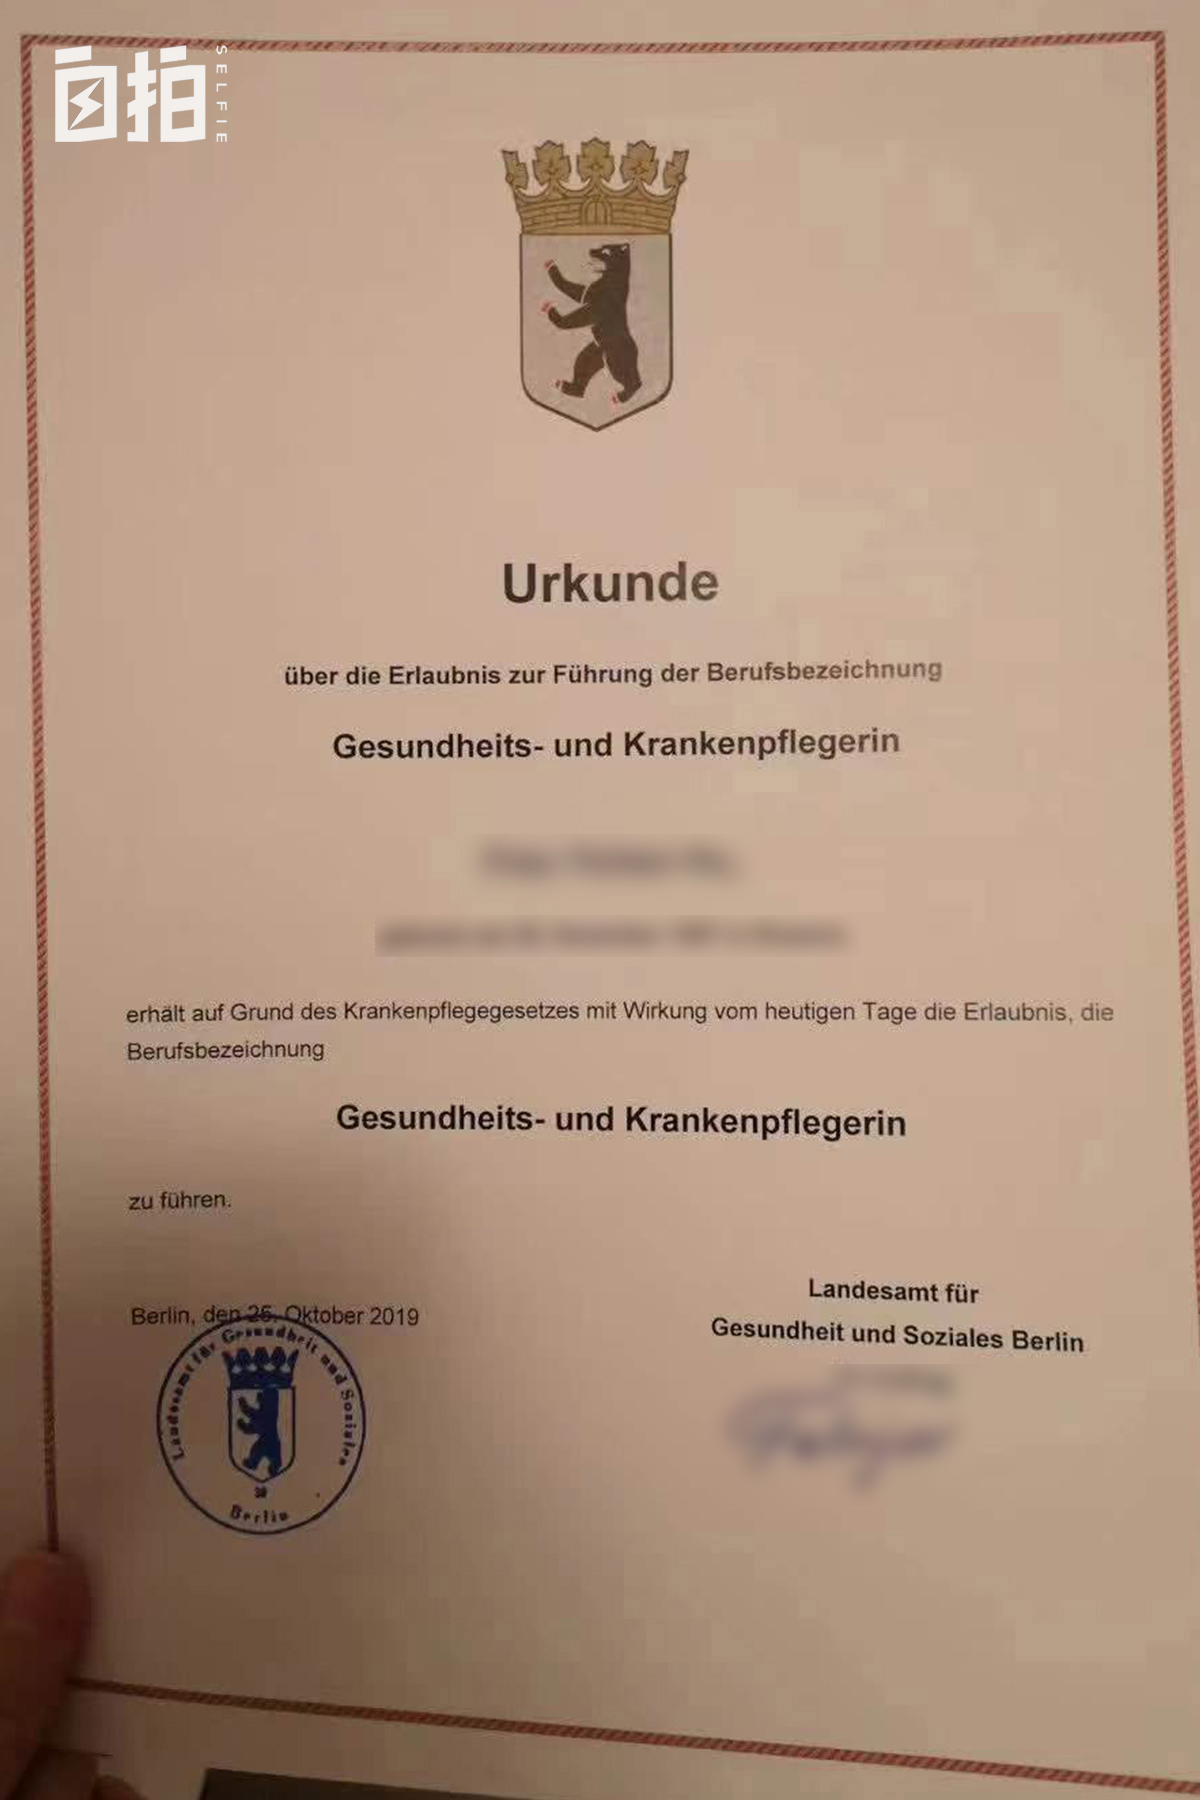 自拍
SELFIE
Urkunde
über die Erlaubnis zur Führung der Berufsbezeichnung
Gesundheits- und Krankenpflegerin
erhält auf Grund des Krankenpflegegesetzes mit Wirkung vom heutigen Tage die Erlaubnis, die
Berufsbezeichnung
Gesundheits- und Krankenpflegerin
zu führen.
Landesamt für
Gesundheit und Soziales Berlin
Berlin, den 25. Oktober 2019
Landesamt für Gesundheit und Soziales
Berlin